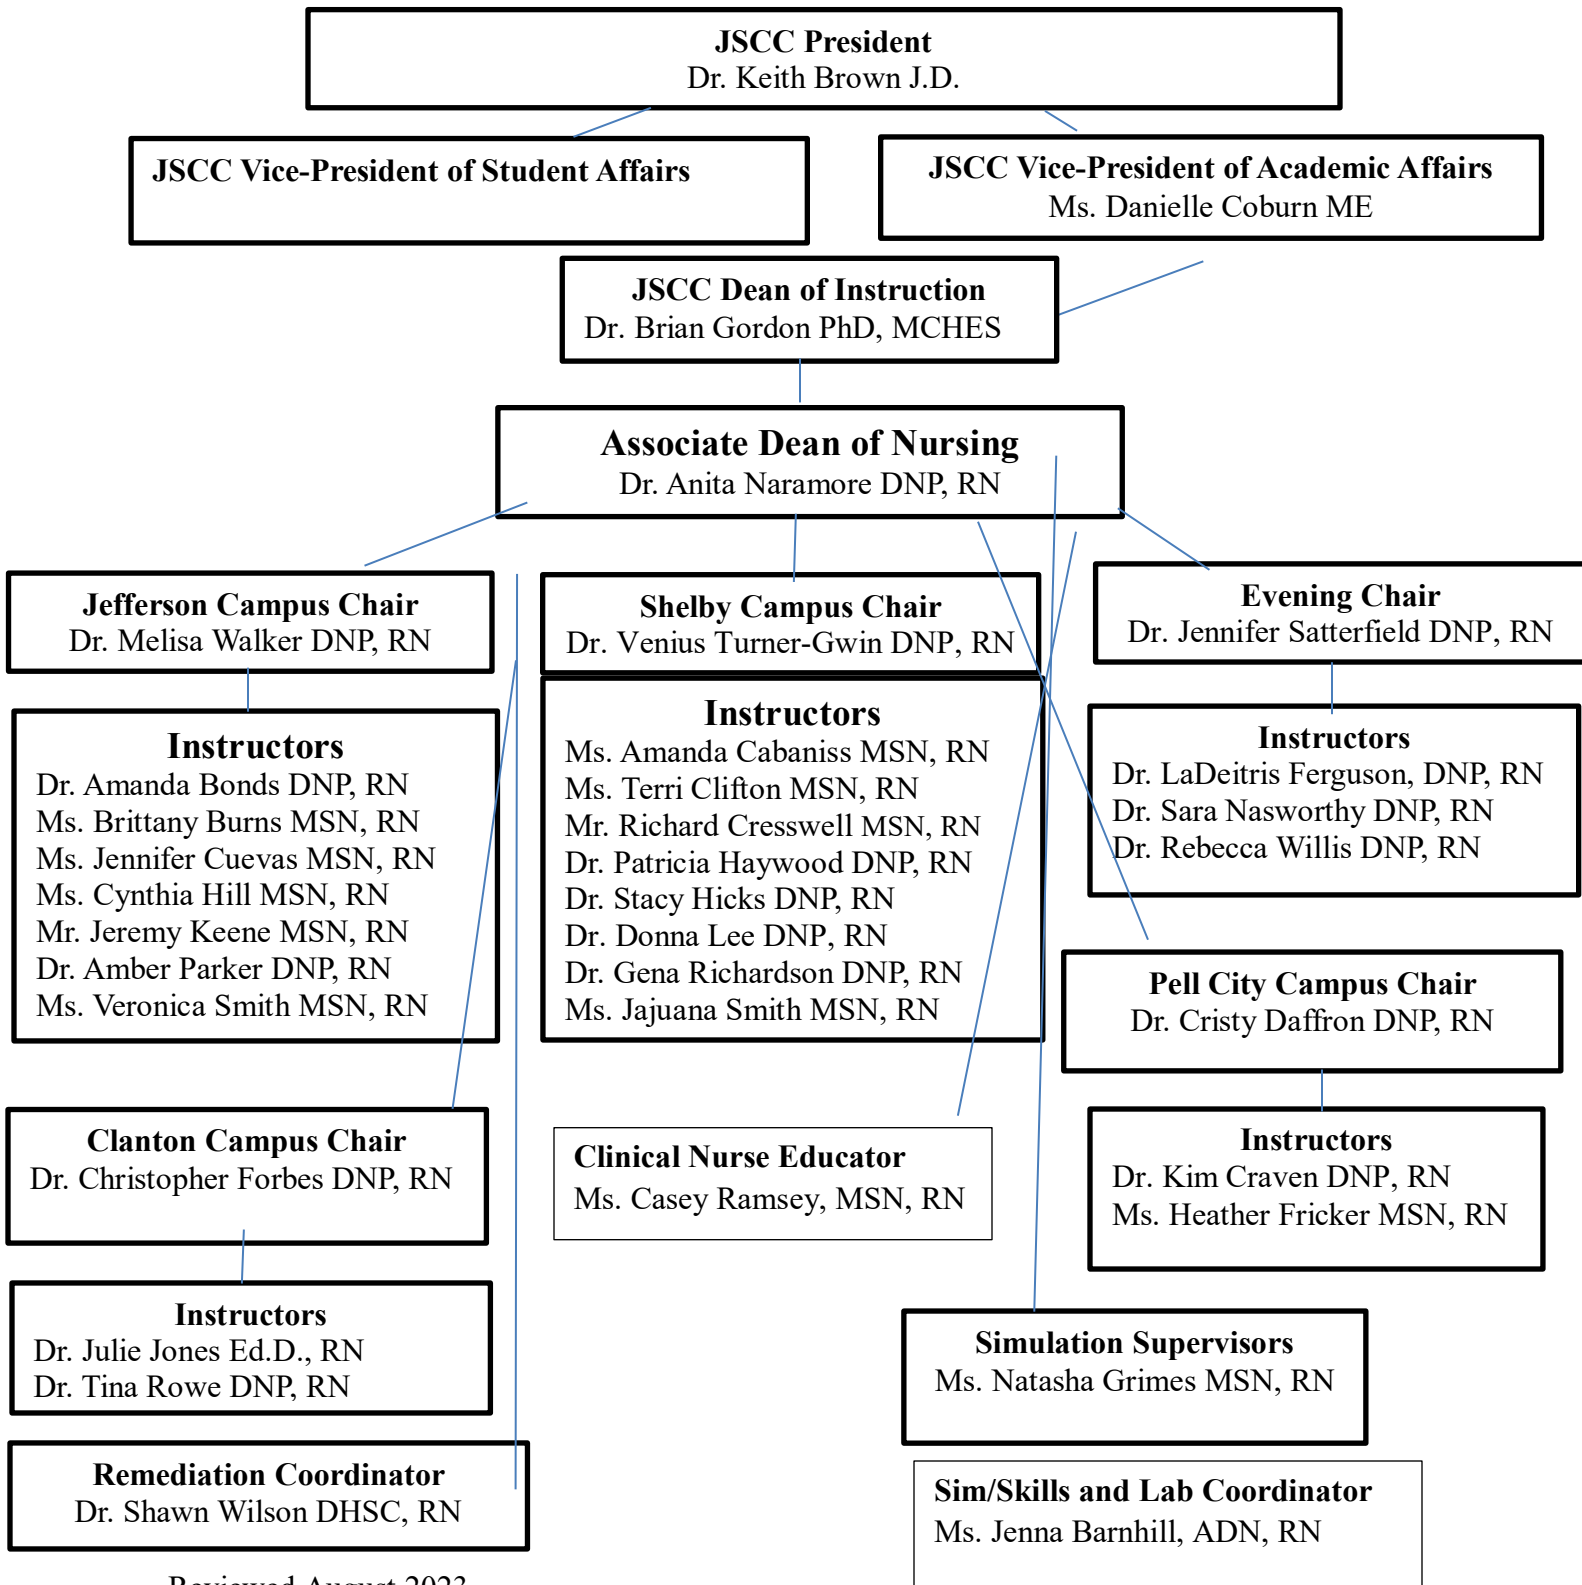 JSCC President
Dr. Keith Brown J.D.
JSCC Vice-President of Student Affairs
JSCC Vice-President of Academic Affairs
Ms. Danielle Coburn ME
JSCC Dean of Instruction
Dr. Brian Gordon PhD, MCHES
Associate Dean of Nursing
Dr. Anita Naramore DNP, RN
Jefferson Campus Chair
Dr. Melisa Walker DNP, RN
Shelby Campus Chair
Dr. Venius Turner-Gwin DNP, RN
Evening Chair
Dr. Jennifer Satterfield DNP, RN
Instructors
Dr. Amanda Bonds DNP, RN
Ms. Brittany Burns MSN, RN
Ms. Jennifer Cuevas MSN, RN
Ms. Cynthia Hill MSN, RN
Mr. Jeremy Keene MSN, RN
Dr. Amber Parker DNP, RN
Ms. Veronica Smith MSN, RN
Instructors
Ms. Amanda Cabaniss MSN, RN
Ms. Terri Clifton MSN, RN
Mr. Richard Cresswell MSN, RN
Dr. Patricia Haywood DNP, RN
Dr. Stacy Hicks DNP, RN
Dr. Donna Lee DNP, RN
Dr. Gena Richardson DNP, RN
Ms. Jajuana Smith MSN, RN
Instructors
Dr. LaDeitris Ferguson, DNP, RN
Dr. Sara Nasworthy DNP, RN
Dr. Rebecca Willis DNP, RN
Pell City Campus Chair
Dr. Cristy Daffron DNP, RN
Clanton Campus Chair
Dr. Christopher Forbes DNP, RN
Clinical Nurse Educator
Ms. Casey Ramsey, MSN, RN
Instructors
Dr. Kim Craven DNP, RN
Ms. Heather Fricker MSN, RN
Instructors
Dr. Julie Jones Ed.D., RN
Dr. Tina Rowe DNP, RN
Simulation Supervisors
Ms. Natasha Grimes MSN, RN
Remediation Coordinator
Dr. Shawn Wilson DHSC, RN
Sim/Skills and Lab Coordinator
Ms. Jenna Barnhill, ADN, RN
Reviewed August 2023